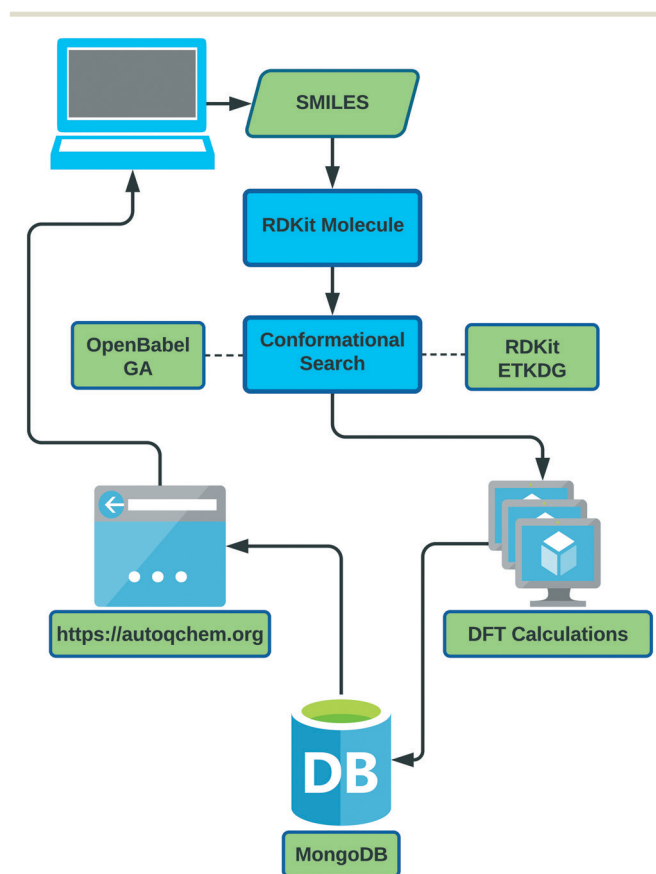 SMILES
RDKit Molecule
OpenBabel
GA
Conformational
Search
RDKit
ETKDG
https://autoqchem.org
DFT Calculations
DB
MongoDB